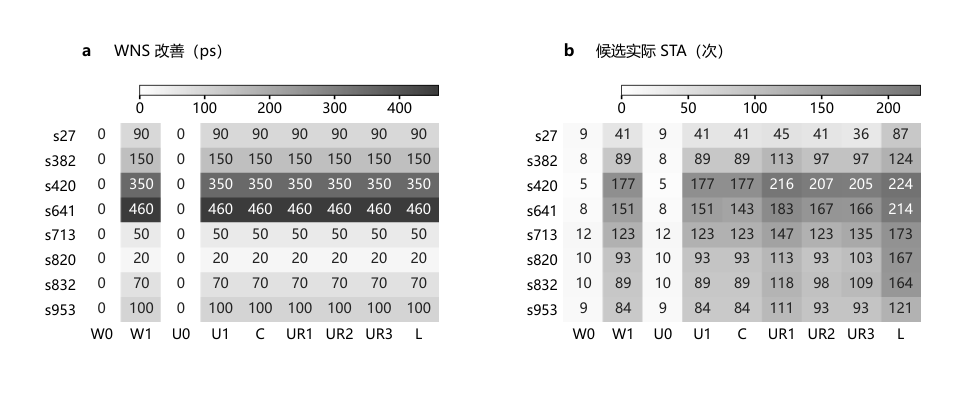 a WNS 改善（ps）
0 100 200 300 400
s27 0 90 0 90 90 90 90 90 90
s382 0 150 0 150 150 150 150 150 150
s420 0 350 0 350 350 350 350 350 350
s641 0 460 0 460 460 460 460 460 460
s713 0 50 0 50 50 50 50 50 50
s820 0 20 0 20 20 20 20 20 20
s832 0 70 0 70 70 70 70 70 70
s953 0 100 0 100 100 100 100 100 100
W0 W1 U0 U1 C UR1 UR2 UR3 L
b 候选实际 STA（次）
0 50 100 150 200
s27 9 41 9 41 41 45 41 36 87
s382 8 89 8 89 89 113 97 97 124
s420 5 177 5 177 177 216 207 205 224
s641 8 151 8 151 143 183 167 166 214
s713 12 123 12 123 123 147 123 135 173
s820 10 93 10 93 93 113 93 103 167
s832 10 89 10 89 89 118 98 109 164
s953 9 84 9 84 84 111 93 93 121
W0 W1 U0 U1 C UR1 UR2 UR3 L